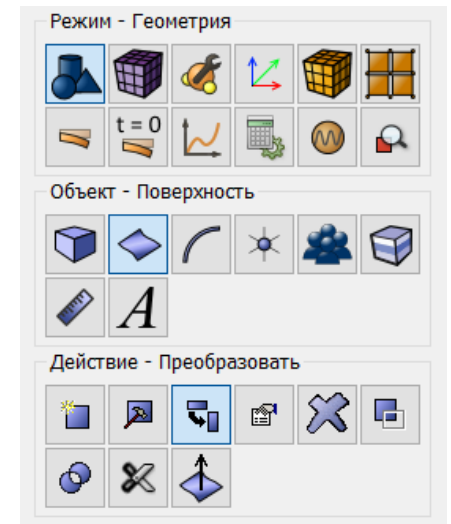 Режим - Геометрия
t = 0
Объект - Поверхность
A
Действие - Преобразовать